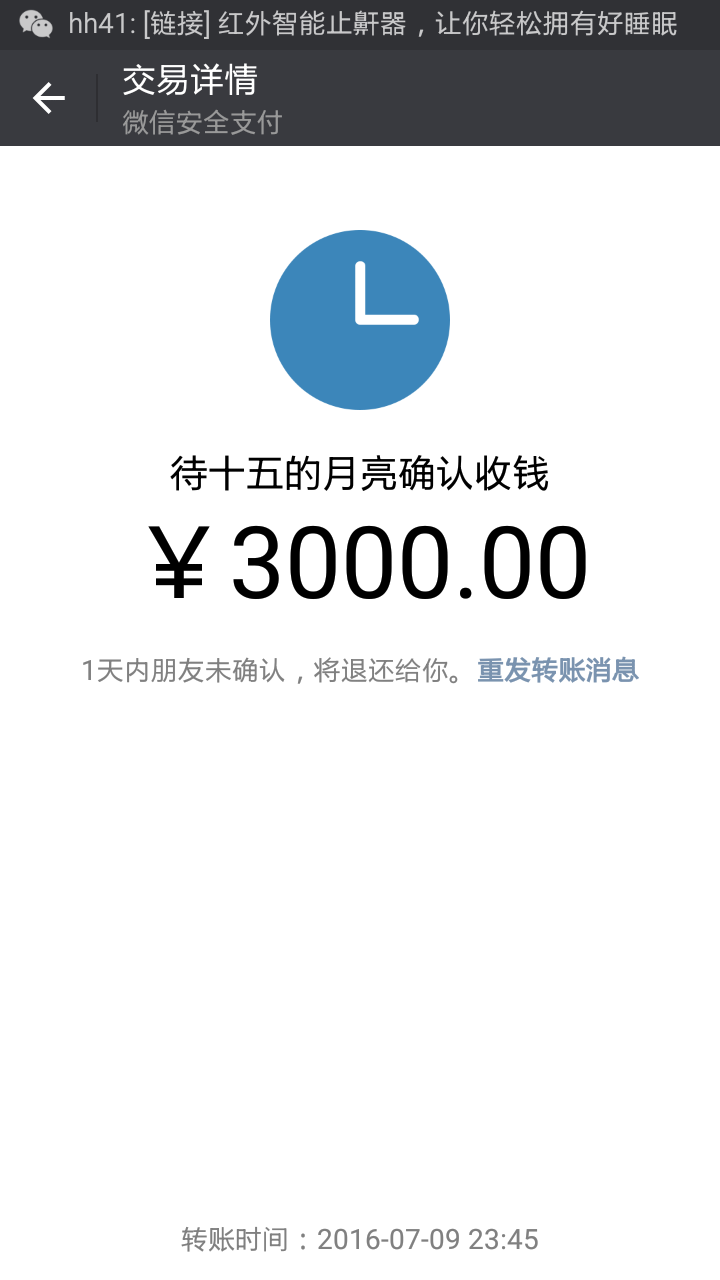 hh41: [链接] 红外智能止鼾器，让你轻松拥有好睡眠
交易详情
微信安全支付
待十五的月亮确认收钱
￥3000.00
1天内朋友未确认，将退还给你。重发转账消息
转账时间：2016-07-09 23:45